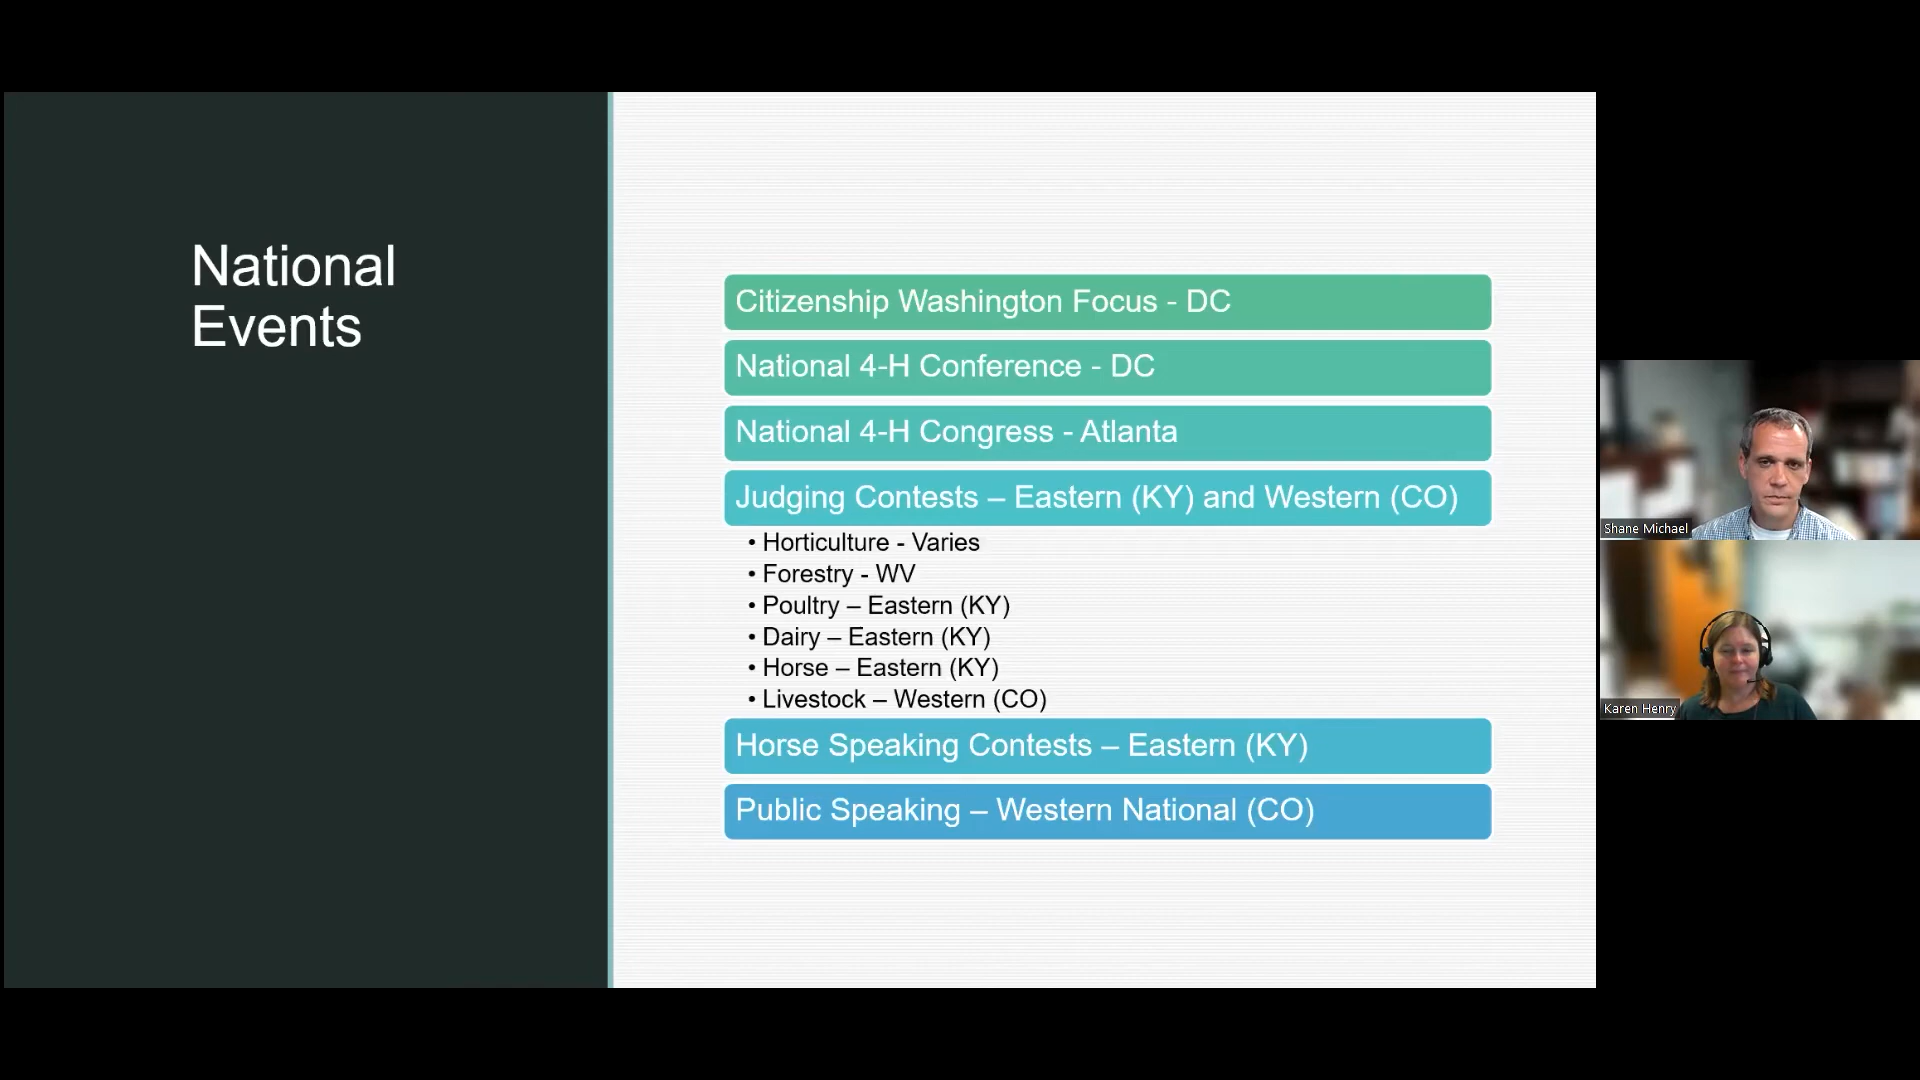 National
Events
Citizenship Washington Focus - DC
National 4-H Conference - DC
National 4-H Congress - Atlanta
Judging Contests – Eastern (KY) and Western (CO)
• Horticulture - Varies
• Forestry - WV
• Poultry – Eastern (KY)
• Dairy – Eastern (KY)
• Horse – Eastern (KY)
• Livestock – Western (CO)
Horse Speaking Contests – Eastern (KY)
Public Speaking – Western National (CO)
Shane Michael
Karen Henry